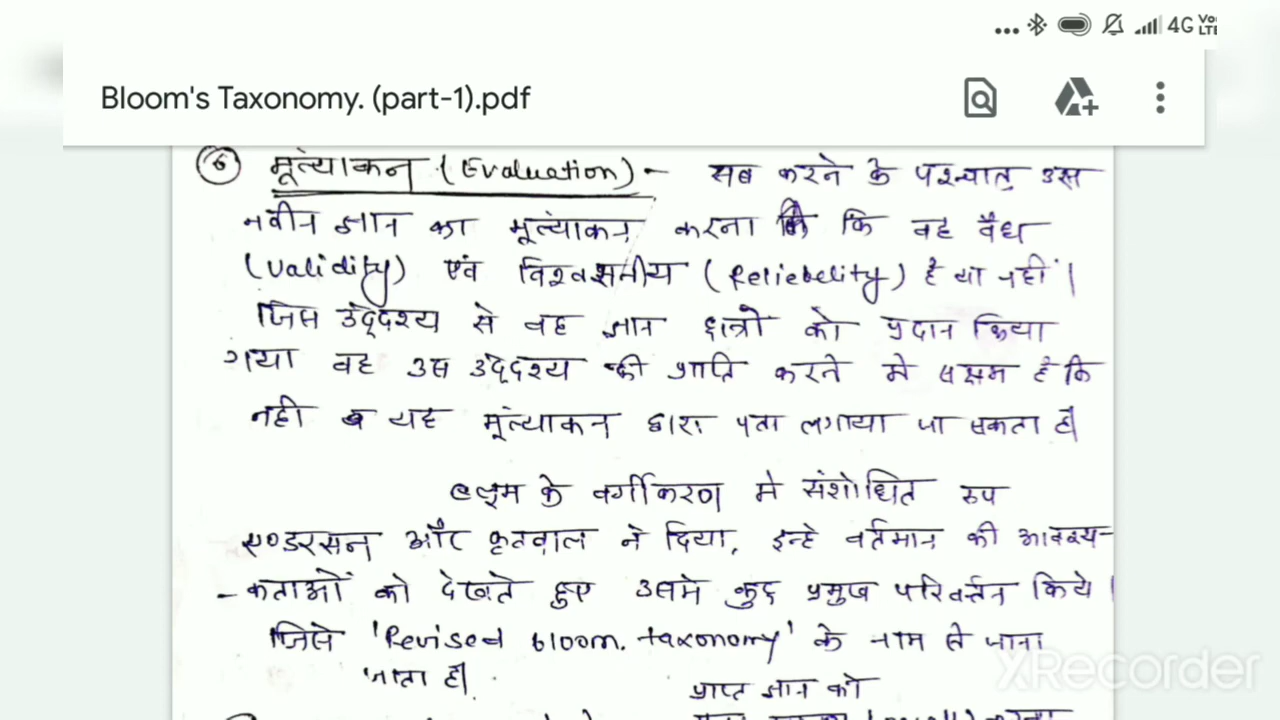 ... 4G Vo LTE
Bloom's Taxonomy. (part-1).pdf
6 मूल्याकन (Evaluation) - सब करने के पश्चात उस
नवीन ज्ञान का मूल्याकन करना कि वह वैध
(validity) एवं विश्वसनीय (Reliebelity) है या नही।
जिस उद्देश्य से वह ज्ञान छात्रो को प्रदान किया
गया वह उस उद्देश्य की प्राप्ति करने मे सक्षम है कि
नही यह मूल्याकन द्वारा पता लगाया जा सकता है।
ब्लूम के वर्गीकरण मे संशोधित रूप
एण्डरसन और कृतवाल ने दिया, इन्हे वर्तमान की आवश्य-
-कताओं को देखते हुए उसमे कुछ प्रमुख परिवर्तन किये।
जिसे 'Revised bloom. taxonomy' के नाम से जाना
जाता है।
प्राप्त ज्ञान को
XRecorder